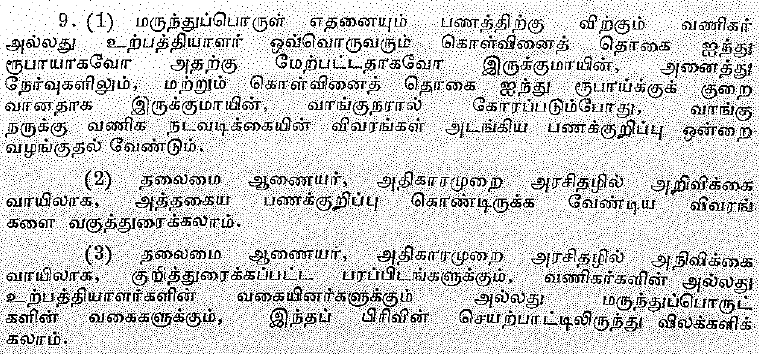 9. (1) மருந்துப்பொருள் எதனையும் பணத்திற்கு விற்கும் வணிகர்
அல்லது உற்பத்தியாளர் ஒவ்வொருவரும் கொள்வினைத் தொகை ஐந்து
ரூபாயாகவோ அதற்கு மேற்பட்டதாகவோ இருக்குமாயின், அனைத்து
நேர்வுகளிலும், மற்றும் கொள்வினைத் தொகை ஐந்து ரூபாய்க்குக் குறை
வானதாக இருக்குமாயின், வாங்குநரால் கோரப்படும்போது, வாங்கு
நருக்கு வணிக நடவடிக்கையின் விவரங்கள் அடங்கிய பணக்குறிப்பு ஒன்றை
வழங்குதல் வேண்டும்.
(2) தலைமை ஆணையர், அதிகாரமுறை அரசிதழில் அறிவிக்கை
வாயிலாக, அத்தகைய பணக்குறிப்பு கொண்டிருக்க வேண்டிய விவரங்
களை வகுத்துரைக்கலாம்.
(3) தலைமை ஆணையர், அதிகாரமுறை அரசிதழில் அறிவிக்கை
வாயிலாக, குறித்துரைக்கப்பட்ட பரப்பிடங்களுக்கும், வணிகர்களின் அல்லது
உற்பத்தியாளர்களின் வகையினர்களுக்கும் அல்லது மருந்துப்பொருட்
களின் வகைகளுக்கும், இந்தப் பிரிவின் செயற்பாட்டிலிருந்து விலக்களிக்
கலாம்.